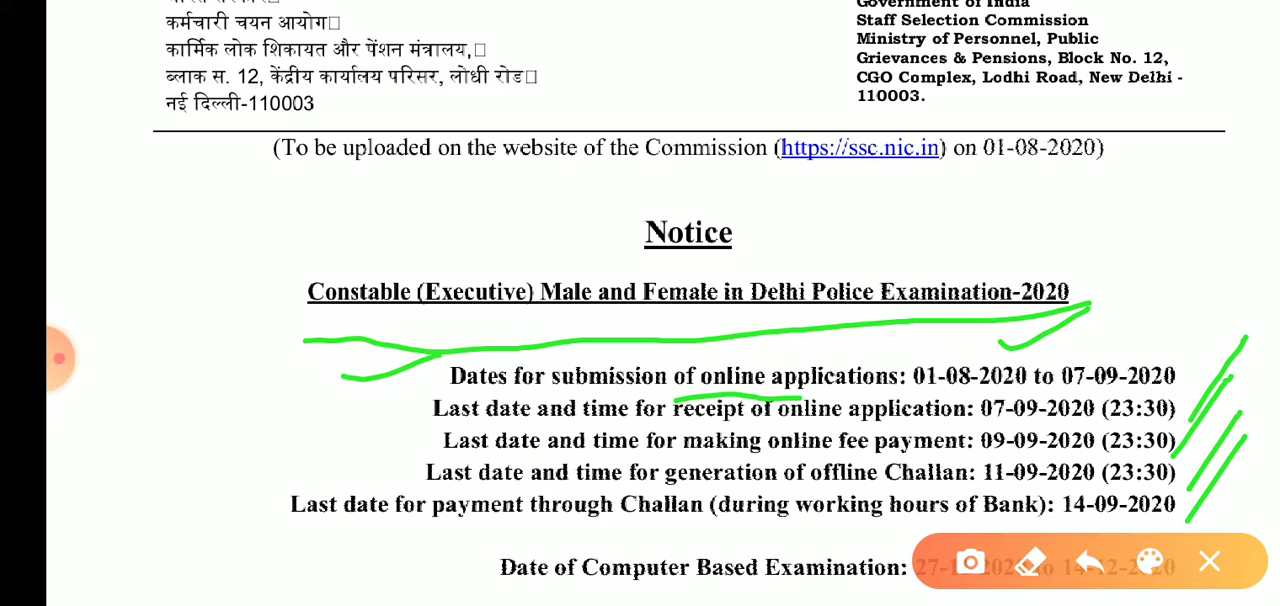 कर्मचारी चयन आयोग
कार्मिक लोक शिकायत और पेंशन मंत्रालय,
ब्लाक स. 12, केंद्रीय कार्यालय परिसर, लोधी रोड
नई दिल्ली-110003
Government of India
Staff Selection Commission
Ministry of Personnel, Public
Grievances & Pensions, Block No. 12,
CGO Complex, Lodhi Road, New Delhi -
110003.
(To be uploaded on the website of the Commission (https://ssc.nic.in) on 01-08-2020)
Notice
Constable (Executive) Male and Female in Delhi Police Examination-2020
Dates for submission of online applications: 01-08-2020 to 07-09-2020
Last date and time for receipt of online application: 07-09-2020 (23:30)
Last date and time for making online fee payment: 09-09-2020 (23:30)
Last date and time for generation of offline Challan: 11-09-2020 (23:30)
Last date for payment through Challan (during working hours of Bank): 14-09-2020
Date of Computer Based Examination: